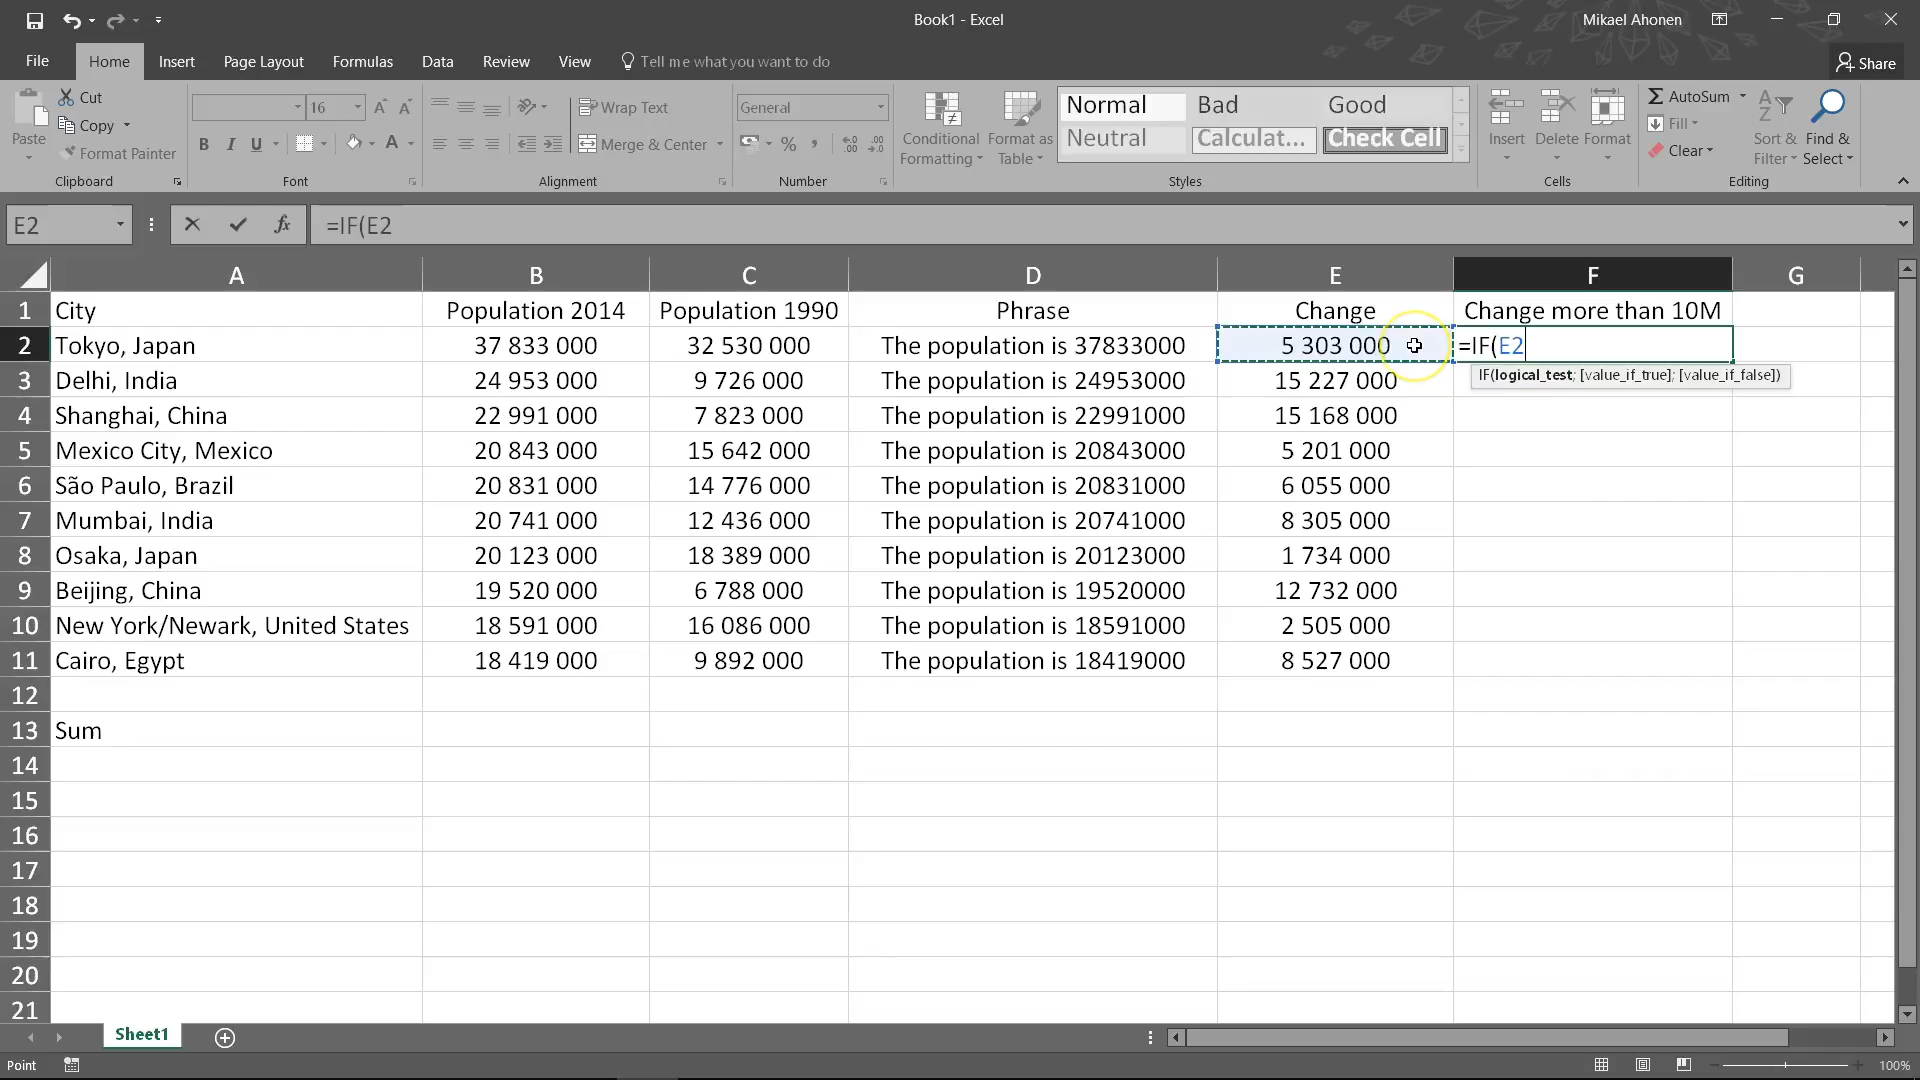 Book1 - Excel
Mikael Ahonen
File Home Insert Page Layout Formulas Data Review View Tell me what you want to do
Share
Paste
Cut
Copy
Format Painter
Clipboard
16
A A
B I U A
Font
Wrap Text
Merge & Center
Alignment
General
%
Number
Conditional Formatting
Format as Table
Normal Bad Good
Neutral Calculat... Check Cell
Styles
Insert Delete Format
Cells
AutoSum
Fill
Clear
Sort & Filter
Find & Select
Editing
E2 fx =IF(E2
A B C D E F G
1 City Population 2014 Population 1990 Phrase Change Change more than 10M
2 Tokyo, Japan 37 833 000 32 530 000 The population is 37833000 5 303 000 =IF(E2
IF(logical_test; [value_if_true]; [value_if_false])
3 Delhi, India 24 953 000 9 726 000 The population is 24953000 15 227 000
4 Shanghai, China 22 991 000 7 823 000 The population is 22991000 15 168 000
5 Mexico City, Mexico 20 843 000 15 642 000 The population is 20843000 5 201 000
6 São Paulo, Brazil 20 831 000 14 776 000 The population is 20831000 6 055 000
7 Mumbai, India 20 741 000 12 436 000 The population is 20741000 8 305 000
8 Osaka, Japan 20 123 000 18 389 000 The population is 20123000 1 734 000
9 Beijing, China 19 520 000 6 788 000 The population is 19520000 12 732 000
10 New York/Newark, United States 18 591 000 16 086 000 The population is 18591000 2 505 000
11 Cairo, Egypt 18 419 000 9 892 000 The population is 18419000 8 527 000
12
13 Sum
14
15
16
17
18
19
20
21
Sheet1
Point 100%